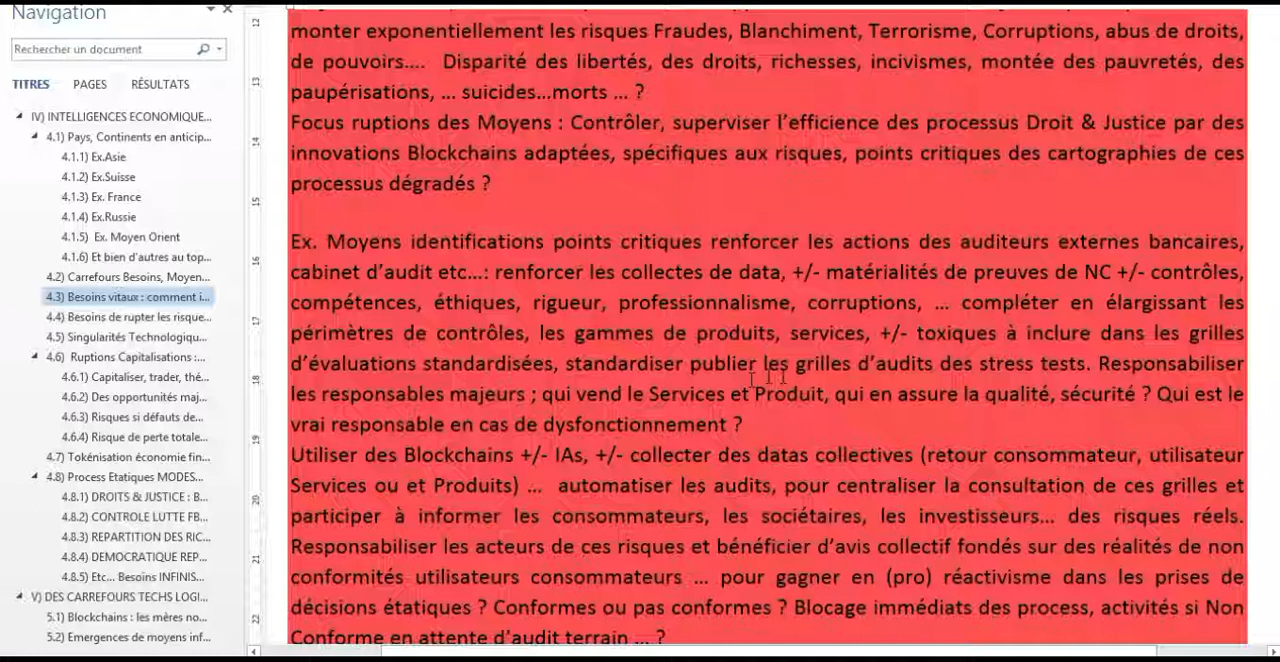 Navigation
Rechercher un document
TITRES PAGES RÉSULTATS
IV) INTELLIGENCES ECONOMIQUE...
4.1) Pays, Continents en anticip...
4.1.1) Ex.Asie
4.1.2) Ex.Suisse
4.1.3) Ex. France
4.1.4) Ex.Russie
4.1.5) Ex. Moyen Orient
4.1.6) Et bien d'autres au top...
4.2) Carrefours Besoins, Moyen...
4.3) Besoins vitaux : comment i...
4.4) Besoins de rupter les risque...
4.5) Singularités Technologiqu...
4.6) Ruptions Capitalisations :...
4.6.1) Capitaliser, trader, thé...
4.6.2) Des opportunités maj...
4.6.3) Risques si défauts de...
4.6.4) Risque de perte totale...
4.7) Tokénisation économie fin...
4.8) Process Etatiques MODES...
4.8.1) DROITS & JUSTICE : B...
4.8.2) CONTROLE LUTTE FB...
4.8.3) REPARTITION DES RIC...
4.8.4) DEMOCRATIQUE REP...
4.8.5) Etc... Besoins INFINIS...
V) DES CARREFOURS TECHS LOGI...
5.1) Blockchains : les mères no...
5.2) Emergences de moyens inf...
12
13
14
15
16
17
18
19
20
21
22
monter exponentiellement les risques Fraudes, Blanchiment, Terrorisme, Corruptions, abus de droits,
de pouvoirs.... Disparité des libertés, des droits, richesses, incivismes, montée des pauvretés, des
paupérisations, ... suicides...morts ... ?
Focus ruptions des Moyens : Contrôler, superviser l'efficience des processus Droit & Justice par des
innovations Blockchains adaptées, spécifiques aux risques, points critiques des cartographies de ces
processus dégradés ?
Ex. Moyens identifications points critiques renforcer les actions des auditeurs externes bancaires,
cabinet d'audit etc...: renforcer les collectes de data, +/- matérialités de preuves de NC +/- contrôles,
compétences, éthiques, rigueur, professionnalisme, corruptions, ... compléter en élargissant les
périmètres de contrôles, les gammes de produits, services, +/- toxiques à inclure dans les grilles
d'évaluations standardisées, standardiser publier les grilles d'audits des stress tests. Responsabiliser
les responsables majeurs ; qui vend le Services et Produit, qui en assure la qualité, sécurité ? Qui est le
vrai responsable en cas de dysfonctionnement ?
Utiliser des Blockchains +/- IAs, +/- collecter des datas collectives (retour consommateur, utilisateur
Services ou et Produits) ... automatiser les audits, pour centraliser la consultation de ces grilles et
participer à informer les consommateurs, les sociétaires, les investisseurs... des risques réels.
Responsabiliser les acteurs de ces risques et bénéficier d'avis collectif fondés sur des réalités de non
conformités utilisateurs consommateurs ... pour gagner en (pro) réactivisme dans les prises de
décisions étatiques ? Conformes ou pas conformes ? Blocage immédiats des process, activités si Non
Conforme en attente d'audit terrain ... ?